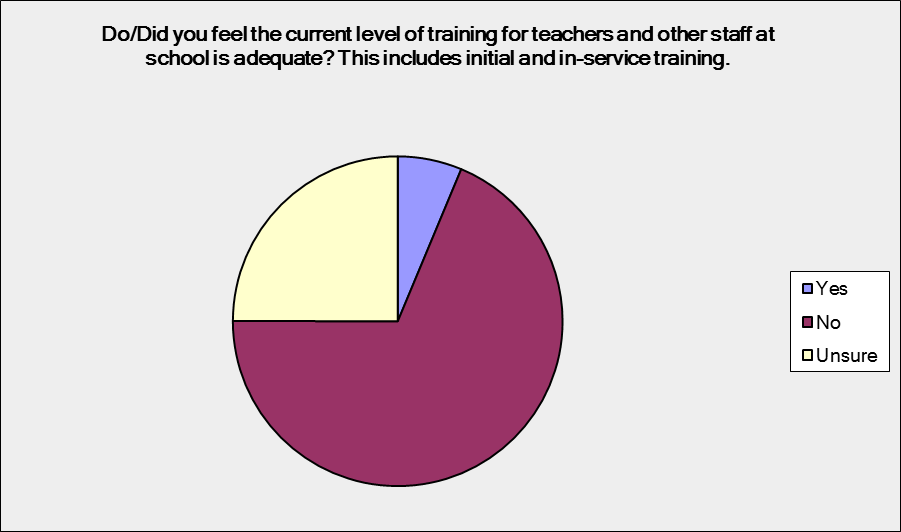 Do/Did you feel the current level of training for teachers and other staff at
school is adequate? This includes initial and in-service training.
Yes
No
Unsure